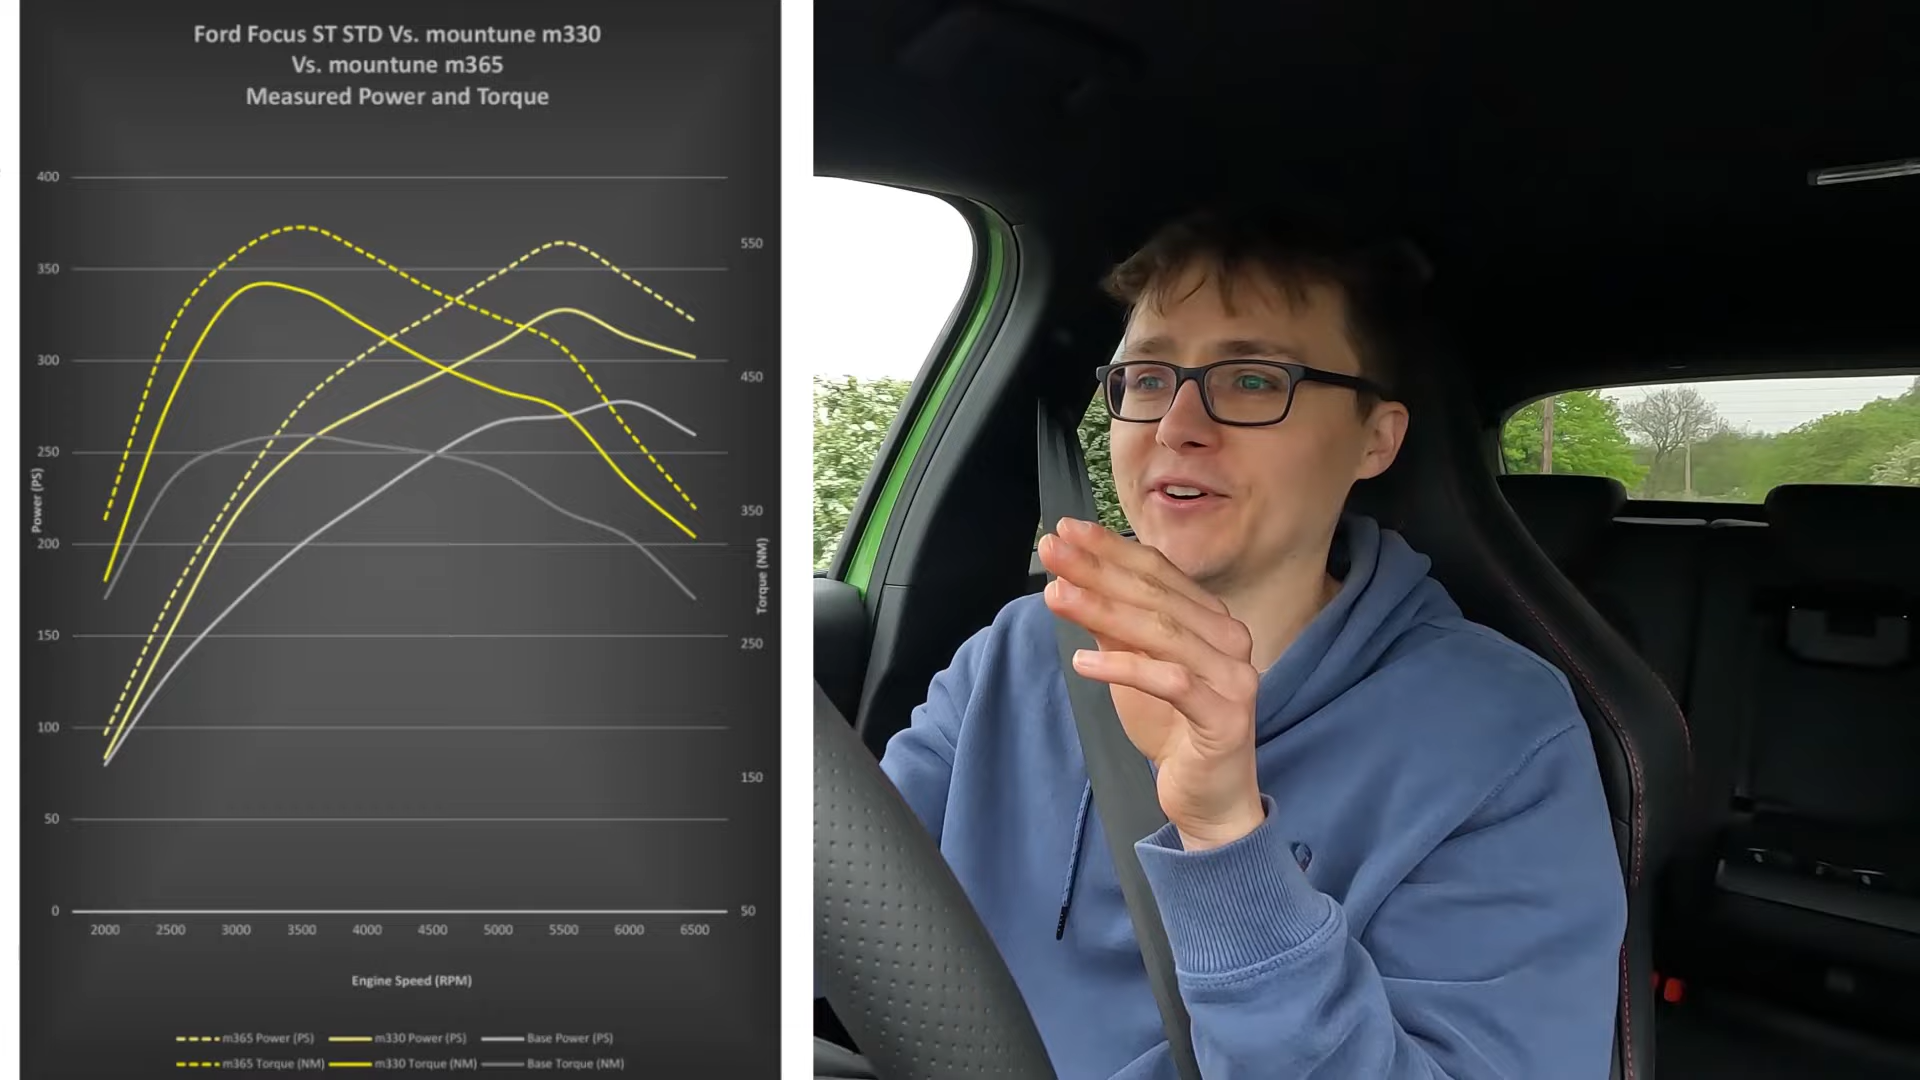 Ford Focus ST STD Vs. mountune m330
Vs. mountune m365
Measured Power and Torque
400
350
300
250
200
150
100
50
0
Power (PS)
550
450
350
250
150
50
Torque (NM)
2000 2500 3000 3500 4000 4500 5000 5500 6000 6500
Engine Speed (RPM)
m365 Power (PS) m330 Power (PS) Base Power (PS)
m365 Torque (NM) m330 Torque (NM) Base Torque (NM)